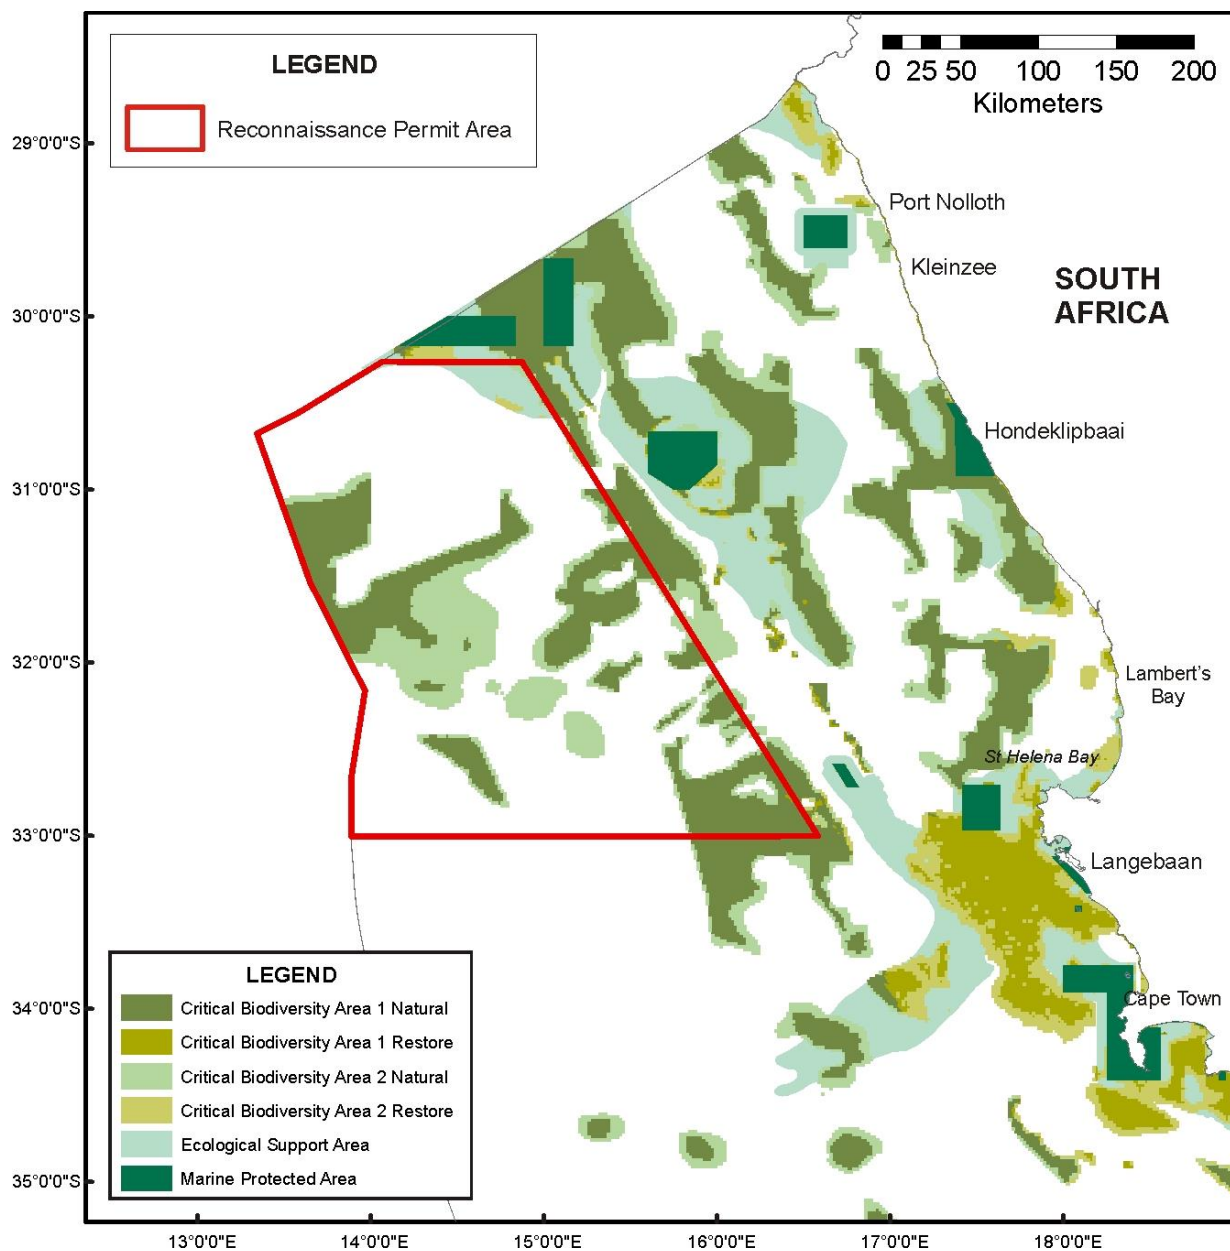 LEGEND
Reconnaissance Permit Area
0 25 50 100 150 200
Kilometers
29°0'0"S
30°0'0"S
31°0'0"S
32°0'0"S
33°0'0"S
34°0'0"S
35°0'0"S
Port Nolloth
Kleinzee
SOUTH
AFRICA
Hondeklipbaai
Lambert's
Bay
St Helena Bay
Langebaan
Cape Town
LEGEND
Critical Biodiversity Area 1 Natural
Critical Biodiversity Area 1 Restore
Critical Biodiversity Area 2 Natural
Critical Biodiversity Area 2 Restore
Ecological Support Area
Marine Protected Area
13°0'0"E 14°0'0"E 15°0'0"E 16°0'0"E 17°0'0"E 18°0'0"E